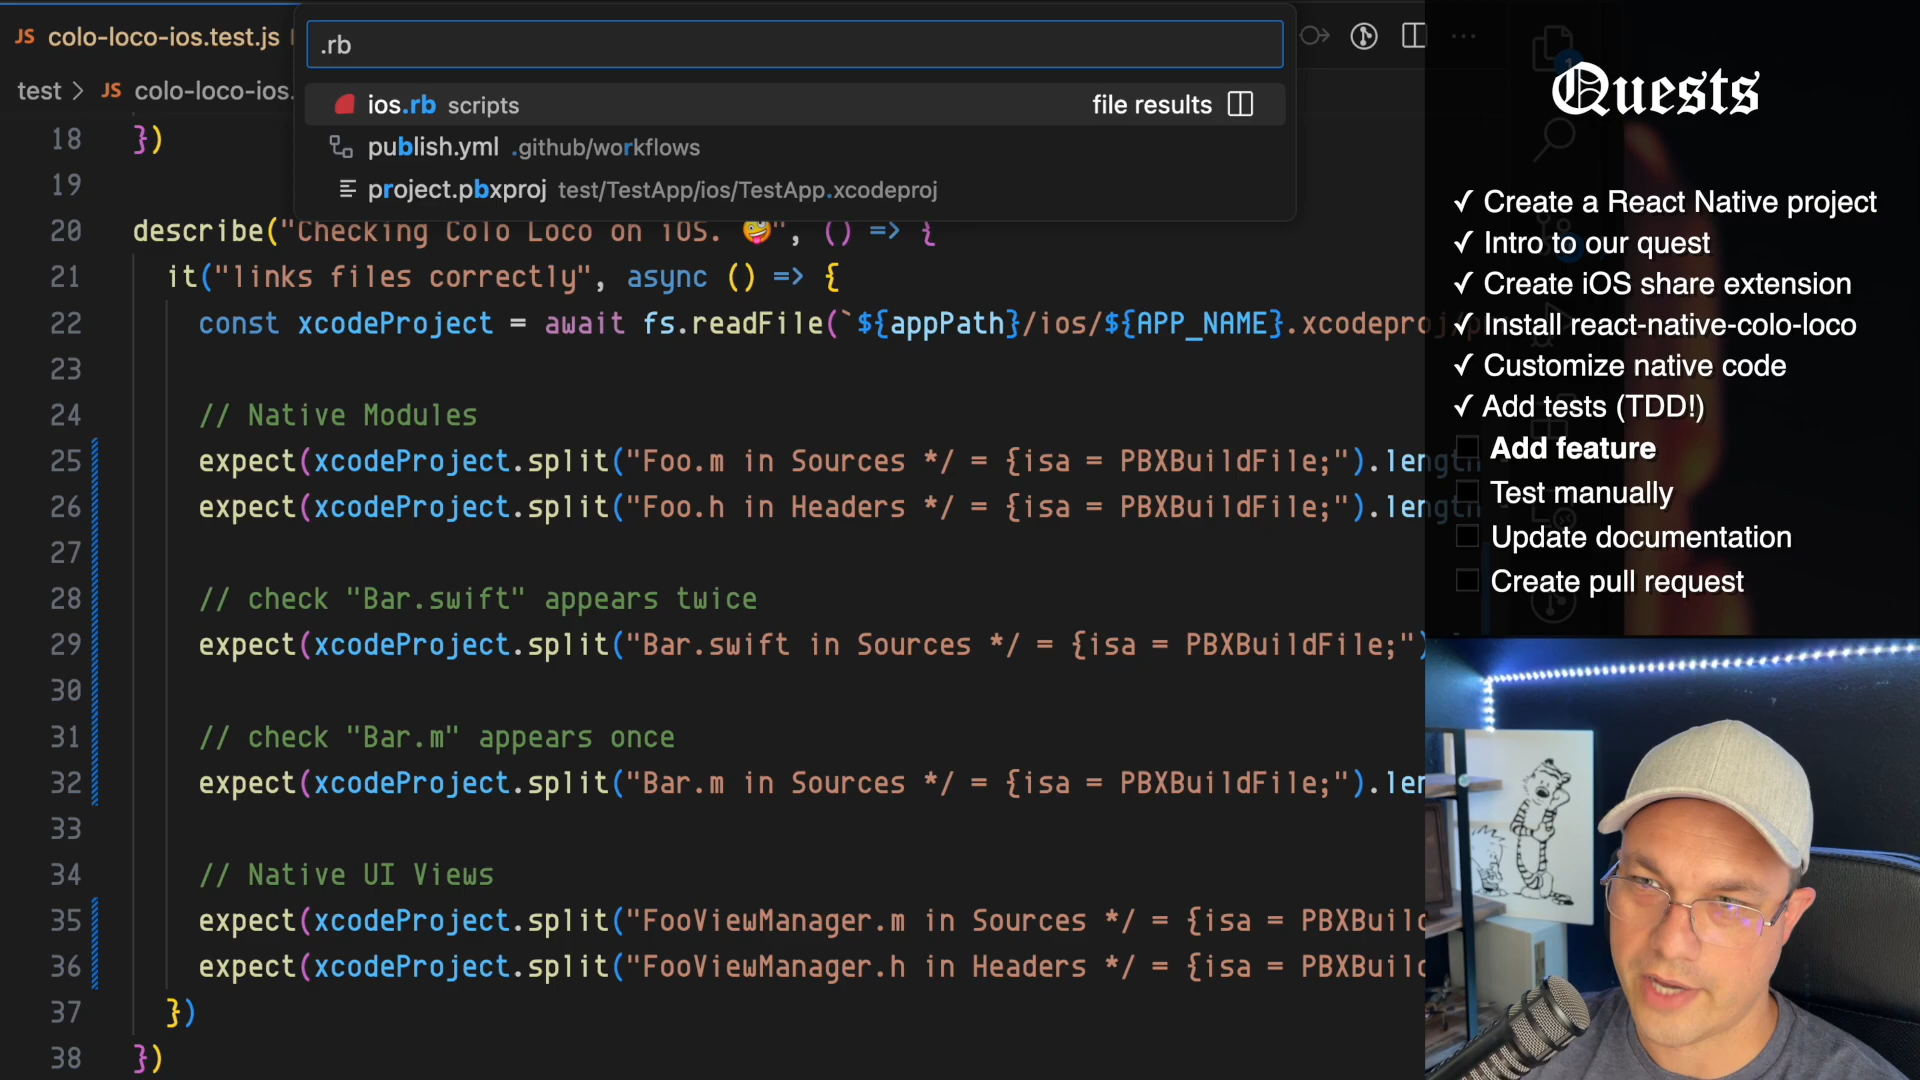 JS colo-loco-ios.test.js
.rb
test > JS colo-loco-ios.
ios.rb scripts file results
publish.yml .github/workflows
project.pbxproj test/TestApp/ios/TestApp.xcodeproj
18 })
19
20 describe("Checking Colo Loco on iOS. 🤪", () => {
21 it("links files correctly", async () => {
22 const xcodeProject = await fs.readFile(`${appPath}/ios/${APP_NAME}.xcodeproj/p
23
24 // Native Modules
25 expect(xcodeProject.split("Foo.m in Sources */ = {isa = PBXBuildFile;").length
26 expect(xcodeProject.split("Foo.h in Headers */ = {isa = PBXBuildFile;").length
27
28 // check "Bar.swift" appears twice
29 expect(xcodeProject.split("Bar.swift in Sources */ = {isa = PBXBuildFile;")
30
31 // check "Bar.m" appears once
32 expect(xcodeProject.split("Bar.m in Sources */ = {isa = PBXBuildFile;").len
33
34 // Native UI Views
35 expect(xcodeProject.split("FooViewManager.m in Sources */ = {isa = PBXBuild
36 expect(xcodeProject.split("FooViewManager.h in Headers */ = {isa = PBXBuild
37 })
38 })
Quests
✓ Create a React Native project
✓ Intro to our quest
✓ Create iOS share extension
✓ Install react-native-colo-loco
✓ Customize native code
✓ Add tests (TDD!)
Add feature
Test manually
Update documentation
Create pull request